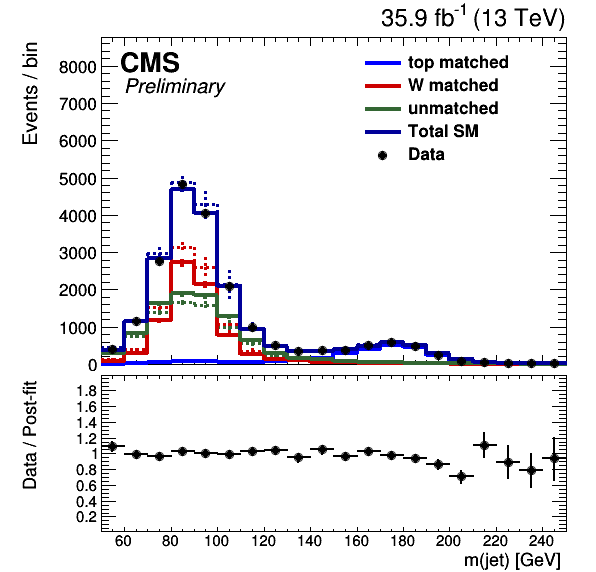 35.9 fb⁻¹ (13 TeV)
CMS
Preliminary
Events / bin
top matched
W matched
unmatched
Total SM
Data
8000
7000
6000
5000
4000
3000
2000
1000
0
Data / Post-fit
1.8
1.6
1.4
1.2
1
0.8
0.6
0.4
0.2
60 80 100 120 140 160 180 200 220 240
m(jet) [GeV]